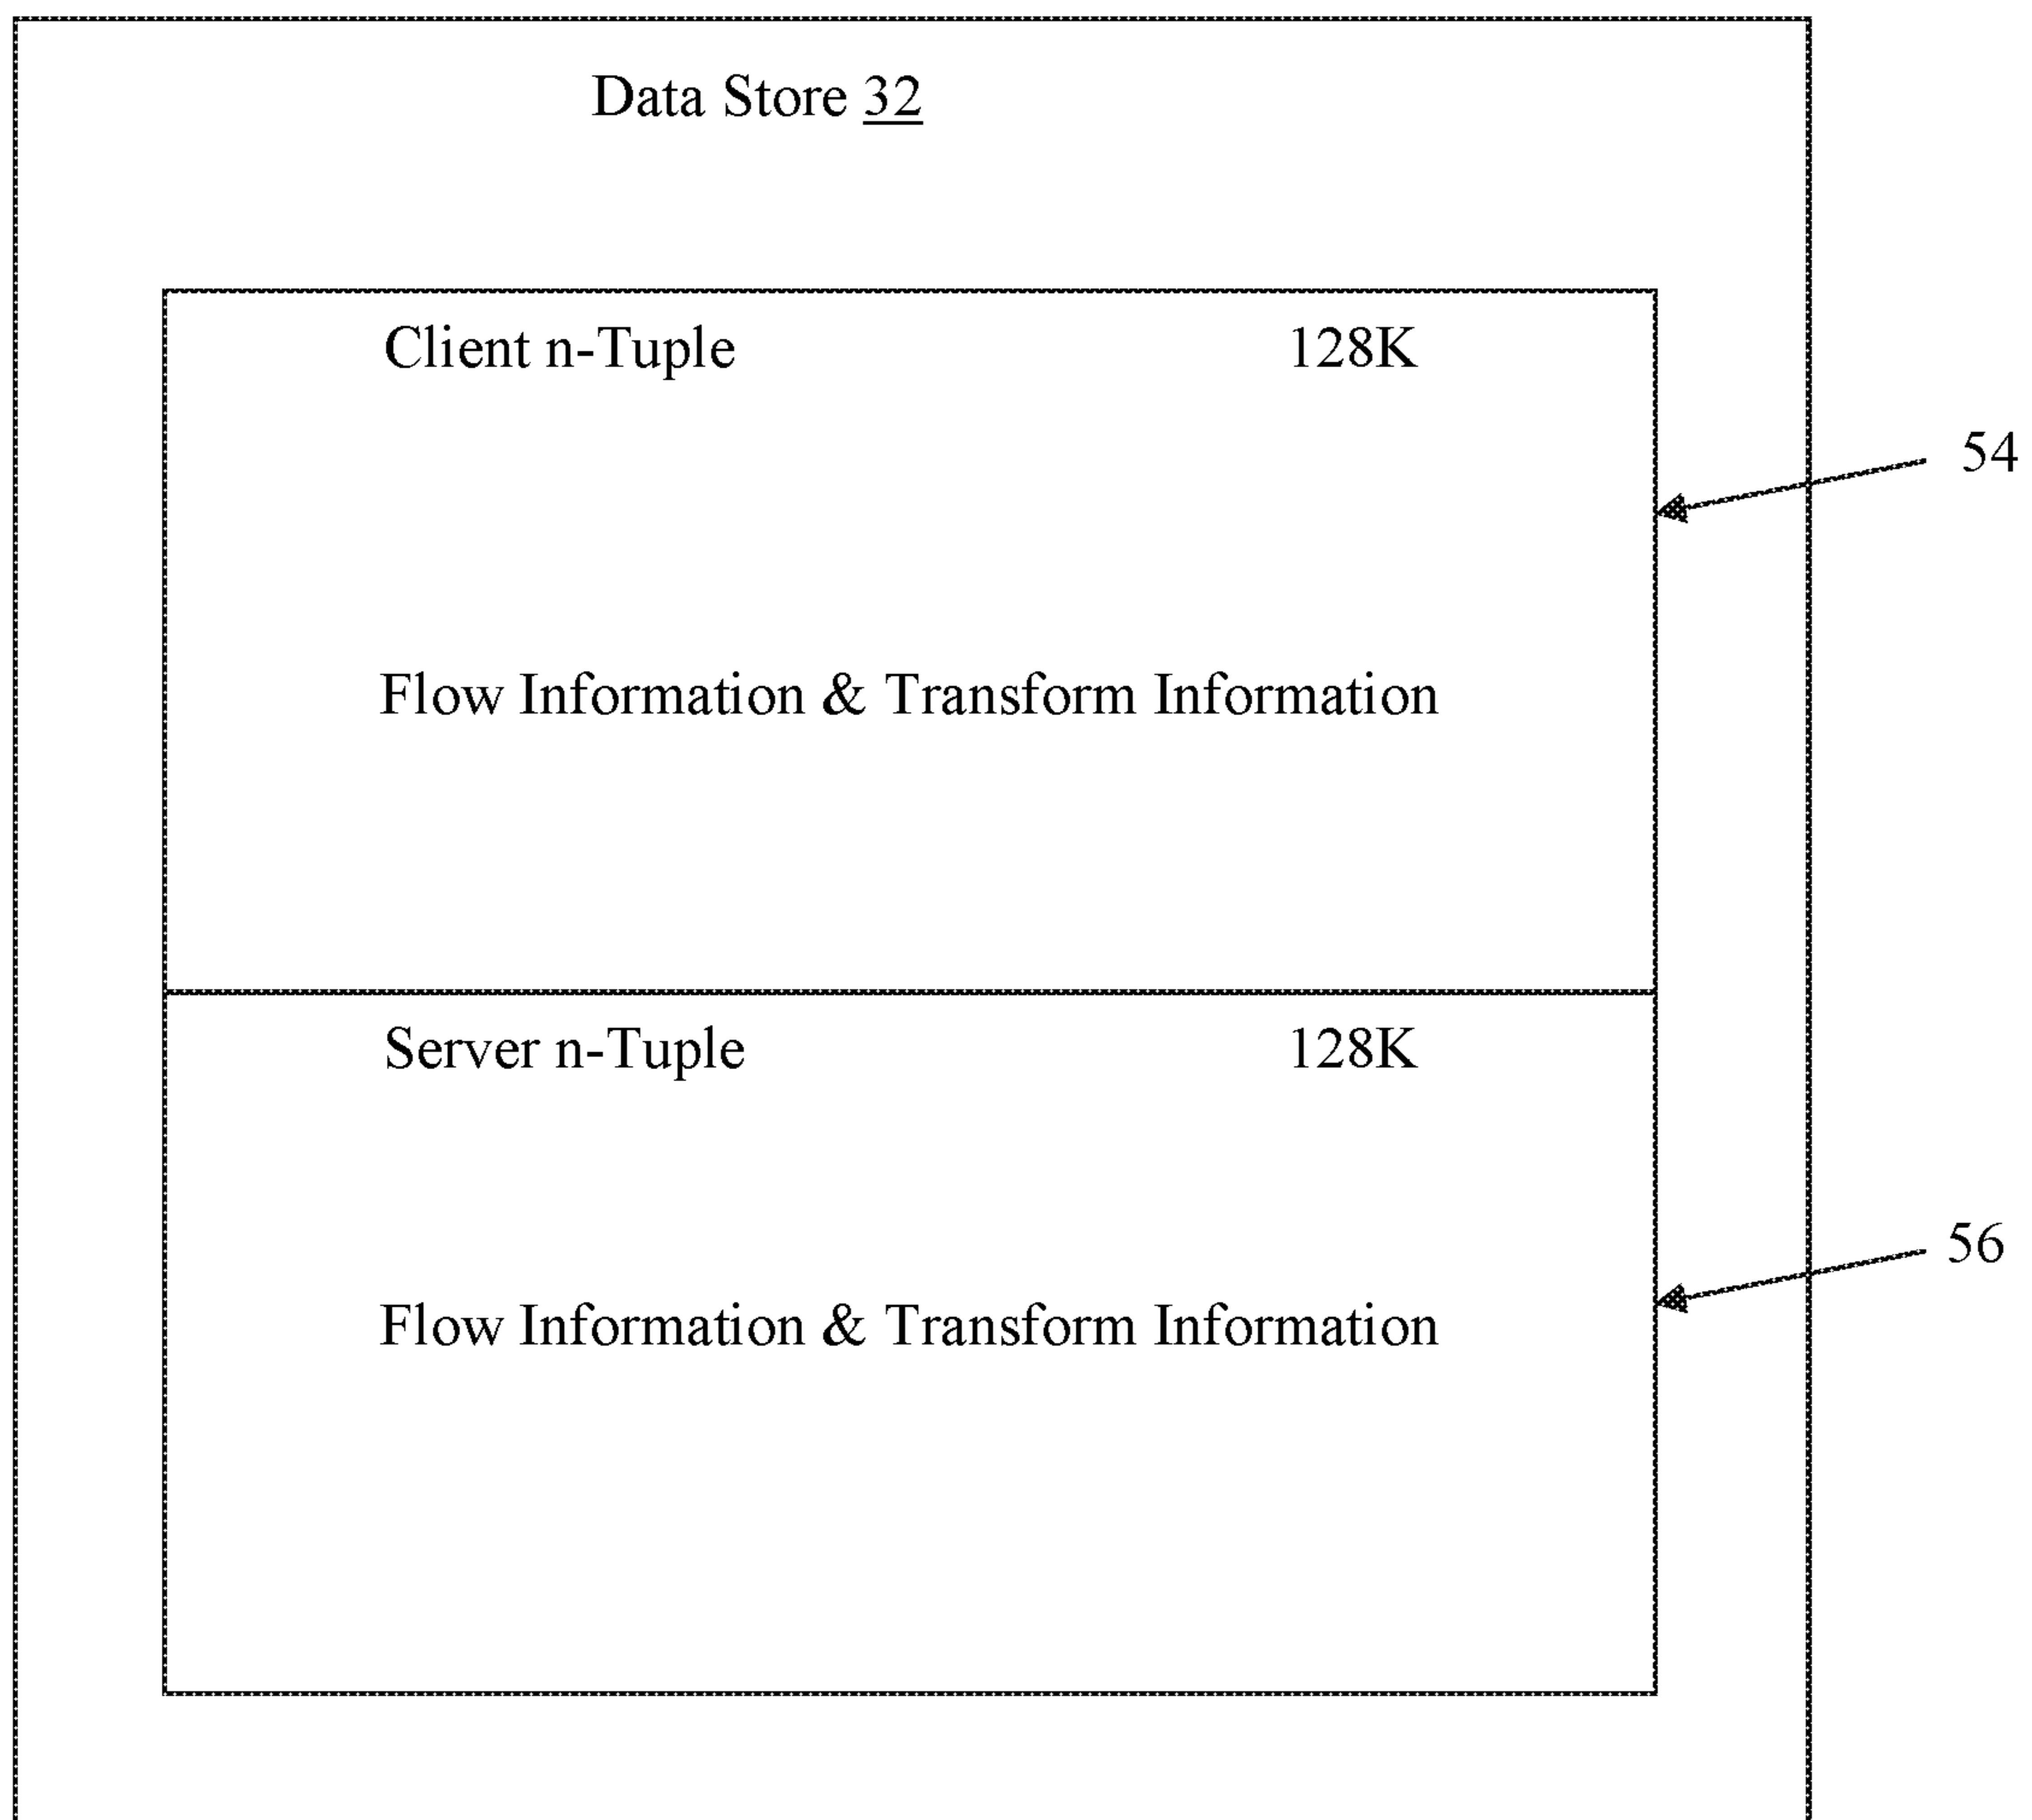 Data Store 32
Client n-Tuple 128K
54
Flow Information & Transform Information
Server n-Tuple 128K
56
Flow Information & Transform Information